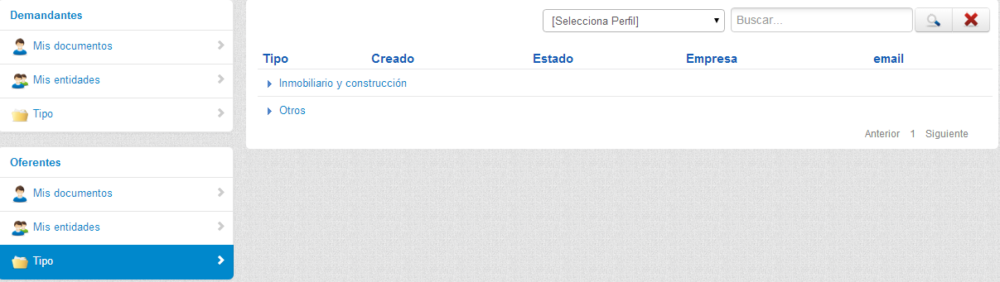 Demandantes
Mis documentos
Mis entidades
Tipo
Oferentes
Mis documentos
Mis entidades
Tipo
[Selecciona Perfil] Buscar...
Tipo Creado Estado Empresa email
Inmobiliario y construcción
Otros
Anterior 1 Siguiente